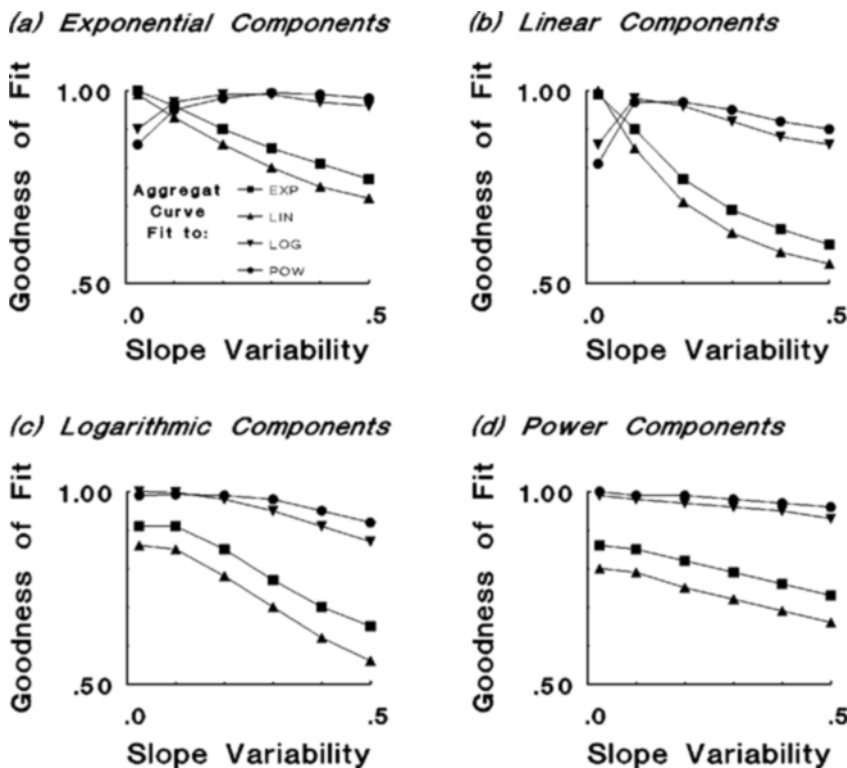 (a) Exponential Components
Goodness of Fit
1.00
.50
Aggregat
Curve
Fit to:
EXP
LIN
LOG
POW
.0
.5
Slope Variability
(b) Linear Components
Goodness of Fit
1.00
.50
.0
.5
Slope Variability
(c) Logarithmic Components
Goodness of Fit
1.00
.50
.0
.5
Slope Variability
(d) Power Components
Goodness of Fit
1.00
.50
.0
.5
Slope Variability